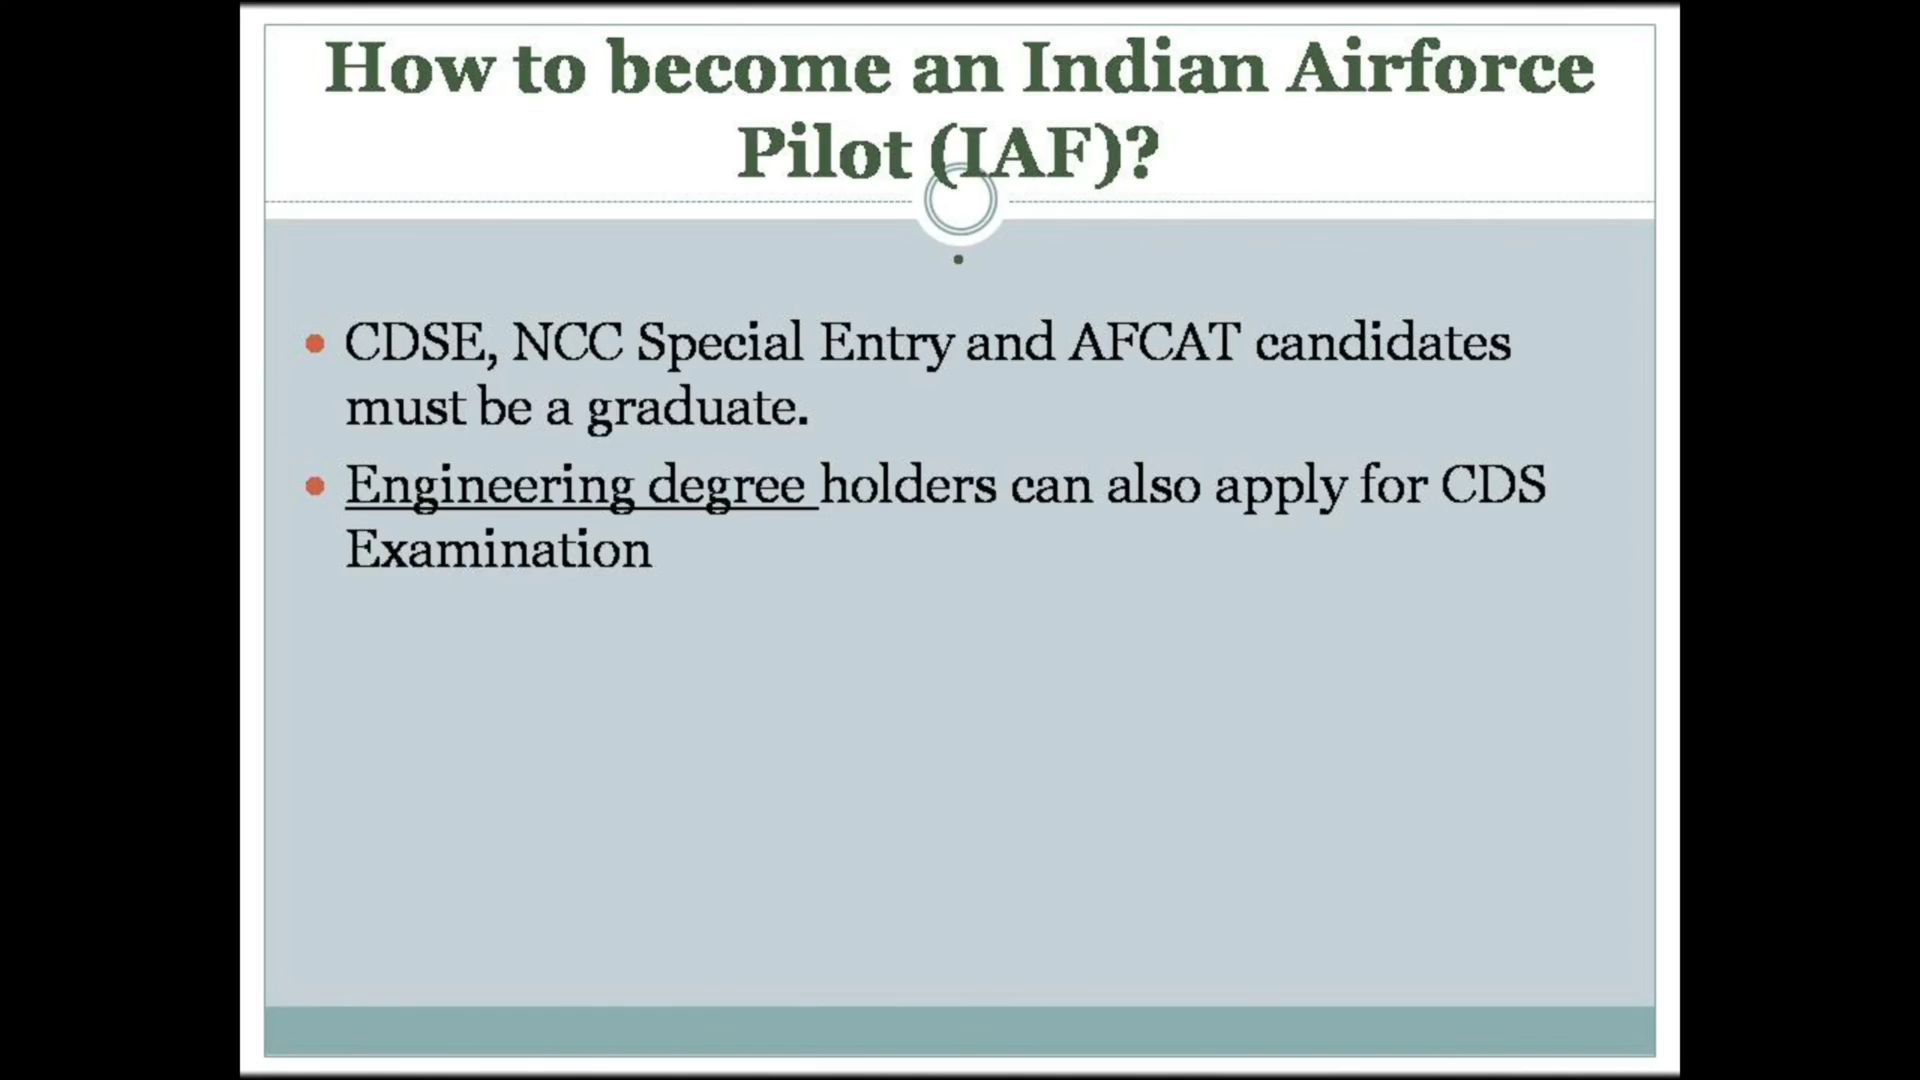 How to become an Indian Airforce
Pilot (IAF)?
• CDSE, NCC Special Entry and AFCAT candidates
must be a graduate.
• Engineering degree holders can also apply for CDS
Examination